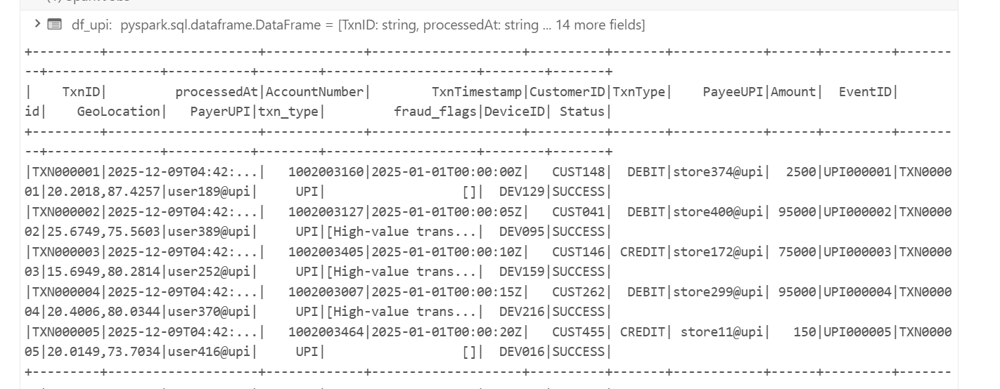 df_upi: pyspark.sql.dataframe.DataFrame = [TxnID: string, processedAt: string ... 14 more fields]
+---------+--------------------+-------------+--------------------+----------+-------+------------+------+---------+-------
--+---------------+-----------+--------+--------------------+--------+-------+
|    TxnID|         processedAt|AccountNumber|        TxnTimestamp|CustomerID|TxnType|    PayeeUPI|Amount|  EventID|
id|    GeoLocation|   PayerUPI|txn_type|         fraud_flags|DeviceID| Status|
+---------+--------------------+-------------+--------------------+----------+-------+------------+------+---------+-------
--+---------------+-----------+--------+--------------------+--------+-------+
|TXN000001|2025-12-09T04:42:...|   1002003160|2025-01-01T00:00:00Z|   CUST148|  DEBIT|store374@upi|  2500|UPI000001|TXN0000
01|20.2018,87.4257|user189@upi|     UPI|                  []|  DEV129|SUCCESS|
|TXN000002|2025-12-09T04:42:...|   1002003127|2025-01-01T00:00:05Z|   CUST041|  DEBIT|store400@upi| 95000|UPI000002|TXN0000
02|25.6749,75.5603|user389@upi|     UPI|[High-value trans...|  DEV095|SUCCESS|
|TXN000003|2025-12-09T04:42:...|   1002003405|2025-01-01T00:00:10Z|   CUST146| CREDIT|store172@upi| 75000|UPI000003|TXN0000
03|15.6949,80.2814|user252@upi|     UPI|[High-value trans...|  DEV159|SUCCESS|
|TXN000004|2025-12-09T04:42:...|   1002003007|2025-01-01T00:00:15Z|   CUST262|  DEBIT|store299@upi| 95000|UPI000004|TXN0000
04|20.4006,80.0344|user370@upi|     UPI|[High-value trans...|  DEV216|SUCCESS|
|TXN000005|2025-12-09T04:42:...|   1002003464|2025-01-01T00:00:20Z|   CUST455| CREDIT| store11@upi|   150|UPI000005|TXN0000
05|20.0149,73.7034|user416@upi|     UPI|                  []|  DEV016|SUCCESS|
+---------+--------------------+-------------+--------------------+----------+-------+------------+------+---------+-------